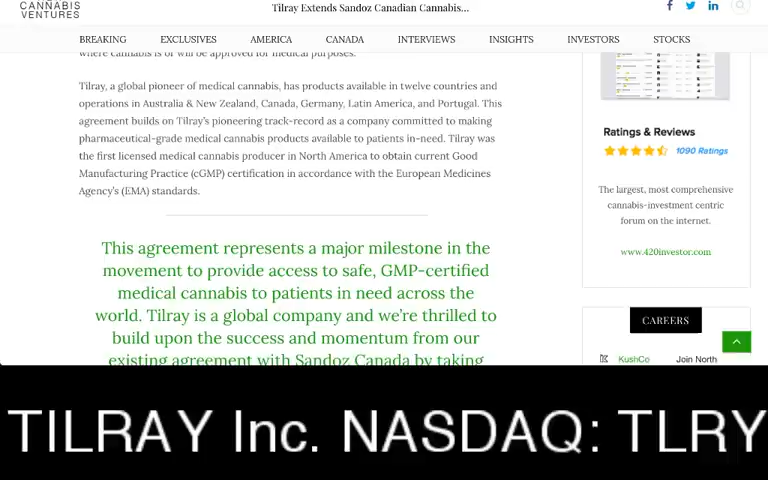 CANNABIS
VENTURES
Tilray Extends Sandoz Canadian Cannabis...
BREAKING EXCLUSIVES AMERICA CANADA INTERVIEWS INSIGHTS INVESTORS STOCKS
where cannabis is or will be approved for medical purposes.
Tilray, a global pioneer of medical cannabis, has products available in twelve countries and
operations in Australia & New Zealand, Canada, Germany, Latin America, and Portugal. This
agreement builds on Tilray's pioneering track-record as a company committed to making
pharmaceutical-grade medical cannabis products available to patients in-need. Tilray was
the first licensed medical cannabis producer in North America to obtain current Good
Manufacturing Practice (cGMP) certification in accordance with the European Medicines
Agency's (EMA) standards.
This agreement represents a major milestone in the
movement to provide access to safe, GMP-certified
medical cannabis to patients in need across the
world. Tilray is a global company and we're thrilled to
build upon the success and momentum from our
existing agreement with Sandoz Canada by taking
Ratings & Reviews
1090 Ratings
The largest, most comprehensive
cannabis-investment centric
forum on the internet.
www.420investor.com
CAREERS
KushCo Join North
TILRAY Inc. NASDAQ: TLRY